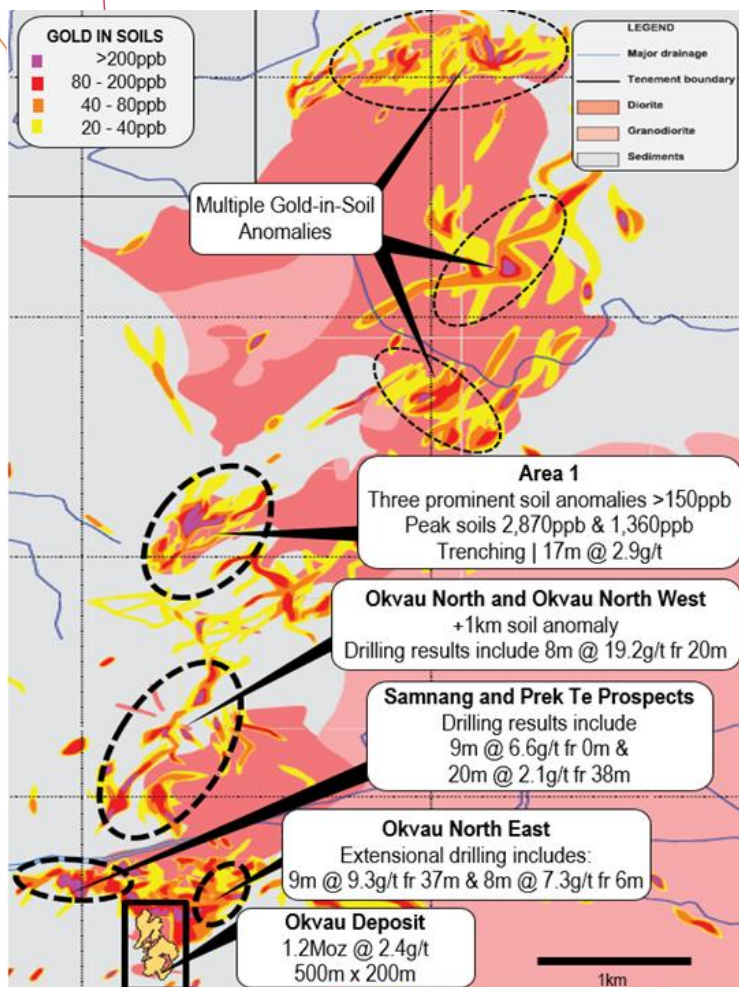 GOLD IN SOILS
>200ppb
80 - 200ppb
40 - 80ppb
20 - 40ppb
LEGEND
Major drainage
Tenement boundary
Diorite
Granodiorite
Sediments
Multiple Gold-in-Soil
Anomalies
Area 1
Three prominent soil anomalies >150ppb
Peak soils 2,870ppb & 1,360ppb
Trenching | 17m @ 2.9g/t
Okvau North and Okvau North West
+1km soil anomaly
Drilling results include 8m @ 19.2g/t fr 20m
Samnang and Prek Te Prospects
Drilling results include
9m @ 6.6g/t fr 0m &
20m @ 2.1g/t fr 38m
Okvau North East
Extensional drilling includes:
9m @ 9.3g/t fr 37m & 8m @ 7.3g/t fr 6m
Okvau Deposit
1.2Moz @ 2.4g/t
500m x 200m
1km